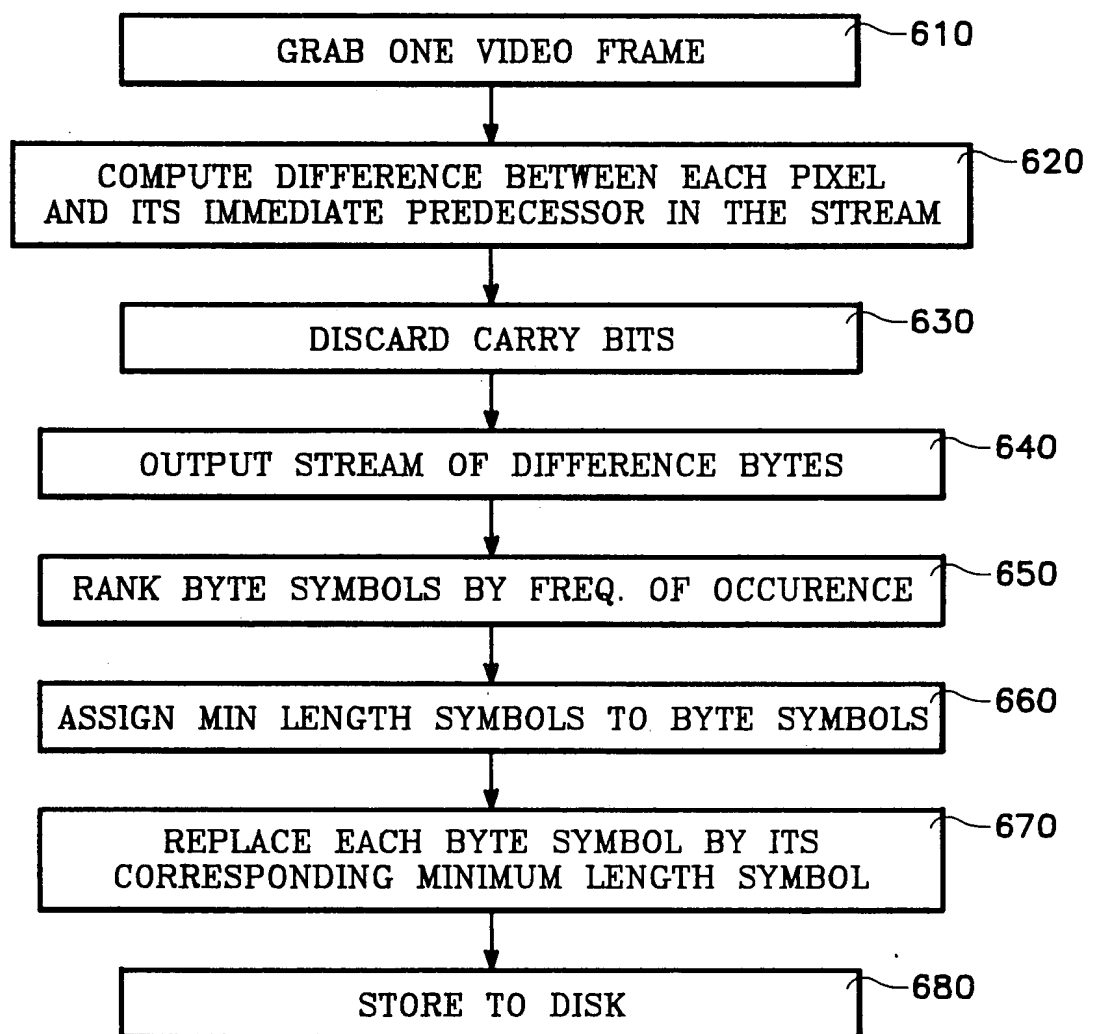 GRAB ONE VIDEO FRAME
610
COMPUTE DIFFERENCE BETWEEN EACH PIXEL
AND ITS IMMEDIATE PREDECESSOR IN THE STREAM
620
DISCARD CARRY BITS
630
OUTPUT STREAM OF DIFFERENCE BYTES
640
RANK BYTE SYMBOLS BY FREQ. OF OCCURENCE
650
ASSIGN MIN LENGTH SYMBOLS TO BYTE SYMBOLS
660
REPLACE EACH BYTE SYMBOL BY ITS
CORRESPONDING MINIMUM LENGTH SYMBOL
670
STORE TO DISK
680